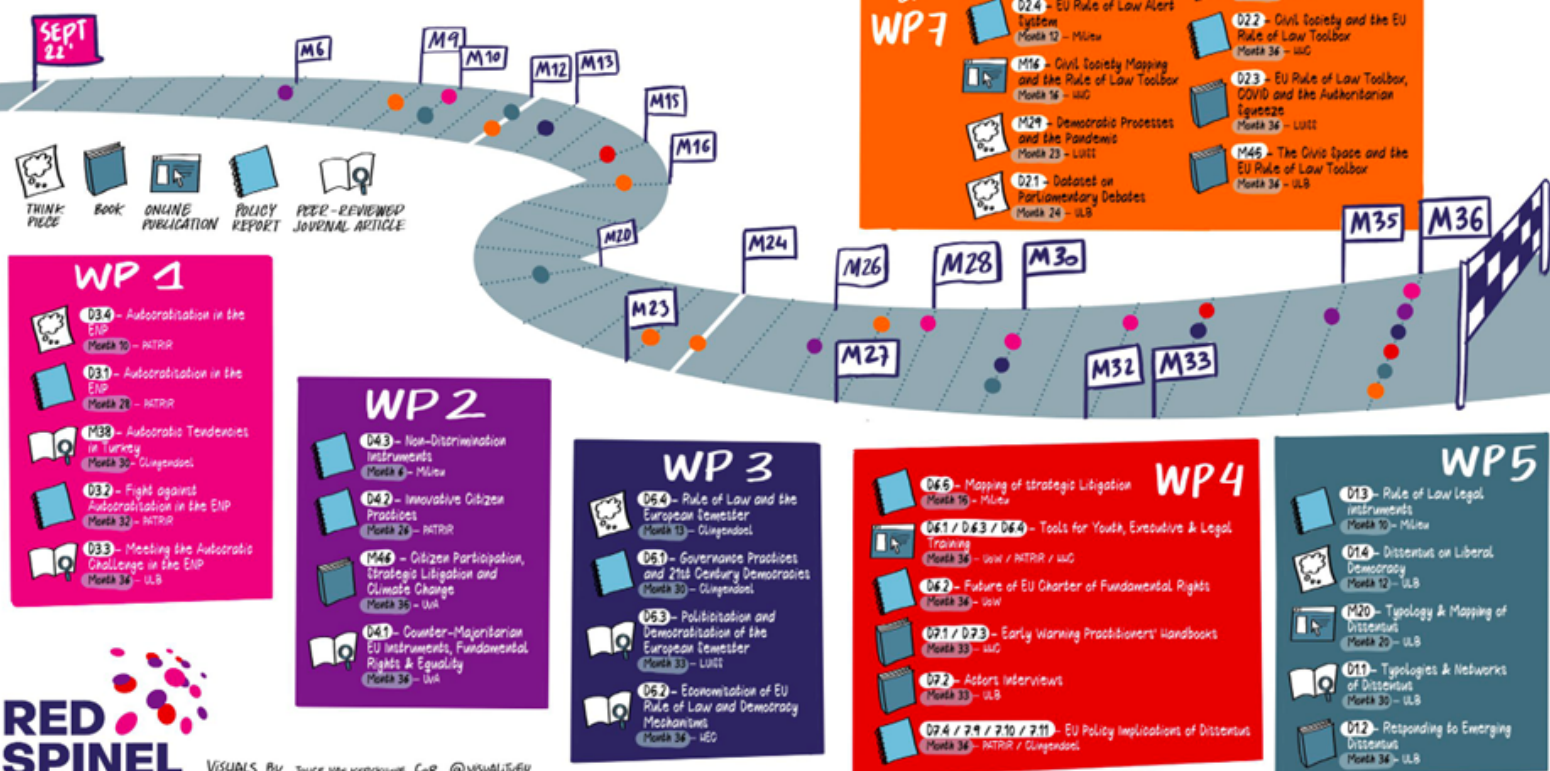 SEPT
22'
M6
M9
M10
M12
M13
M15
M16
M20
M23
M24
M26
M27
M28
M30
M32
M33
M35
M36
THINK
PIECE
BOOK
ONLINE
PUBLICATION
POLICY
REPORT
PEER-REVIEWED
JOURNAL ARTICLE
WP7
D2.4 - EU Rule of Law Alert
System
Month 12 - Milieu
M16 - Civil Society Mapping
and the Rule of Law Toolbox
Month 16 - HHC
M29 - Democratic Processes
and the Pandemic
Month 23 - LUISS
D2.1 - Dataset on
Parliamentary Debates
Month 24 - ULB
D2.2 - Civil Society and the EU
Rule of Law Toolbox
Month 36 - HHC
D2.3 - EU Rule of Law Toolbox,
COVID and the Authoritarian
Squeeze
Month 36 - LUISS
M45 - The Civic Space and the
EU Rule of Law Toolbox
Month 36 - ULB
WP 1
D3.4 - Autocratisation in the
ENP
Month 10 - PATRIR
D3.1 - Autocratisation in the
ENP
Month 28 - PATRIR
M38 - Autocratic Tendencies
in Turkey
Month 30 - Clingendael
D3.2 - Fight against
Autocratisation in the ENP
Month 32 - PATRIR
D3.3 - Meeting the Autocratic
Challenge in the ENP
Month 36 - ULB
WP 2
D4.3 - Non-Discrimination
Instruments
Month 6 - Milieu
D4.2 - Innovative Citizen
Practices
Month 26 - PATRIR
M46 - Citizen Participation,
Strategic Litigation and
Climate Change
Month 36 - UvA
D4.1 - Counter-Majoritarian
EU Instruments, Fundamental
Rights & Equality
Month 36 - UvA
WP 3
D5.4 - Rule of Law and the
European Semester
Month 13 - Clingendael
D5.1 - Governance Practices
and 21st Century Democracies
Month 30 - Clingendael
D5.3 - Politicisation and
Democratisation of the
European Semester
Month 33 - LUISS
D5.2 - Economisation of EU
Rule of Law and Democracy
Mechanisms
Month 36 - HEC
WP 4
D6.5 - Mapping of strategic Litigation
Month 15 - Milieu
D6.1 / D.6.3 / D6.4 - Tools for Youth, Executive & Legal
Training
Month 36 - UoW / PATRIR / HHC
D6.2 - Future of EU Charter of Fundamental Rights
Month 36 - UoW
D7.1 / D.7.3 - Early Warning Practitioners' Handbooks
Month 33 - HHC
D7.2 - Actors Interviews
Month 33 - ULB
D7.4 / 7.9 / 7.10 / 7.11 - EU Policy Implications of Dissensus
Month 36 - PATRIR / Clingendael
WP5
D1.3 - Rule of Law legal
instruments
Month 10 - Milieu
D1.4 - Dissensus on Liberal
Democracy
Month 12 - ULB
M20 - Typology & Mapping of
Dissensus
Month 20 - ULB
D1.1 - Typologies & Networks
of Dissensus
Month 30 - ULB
D1.2 - Responding to Emerging
Dissensus
Month 36 - ULB
RED
SPINEL
VISUALS BY
FOR